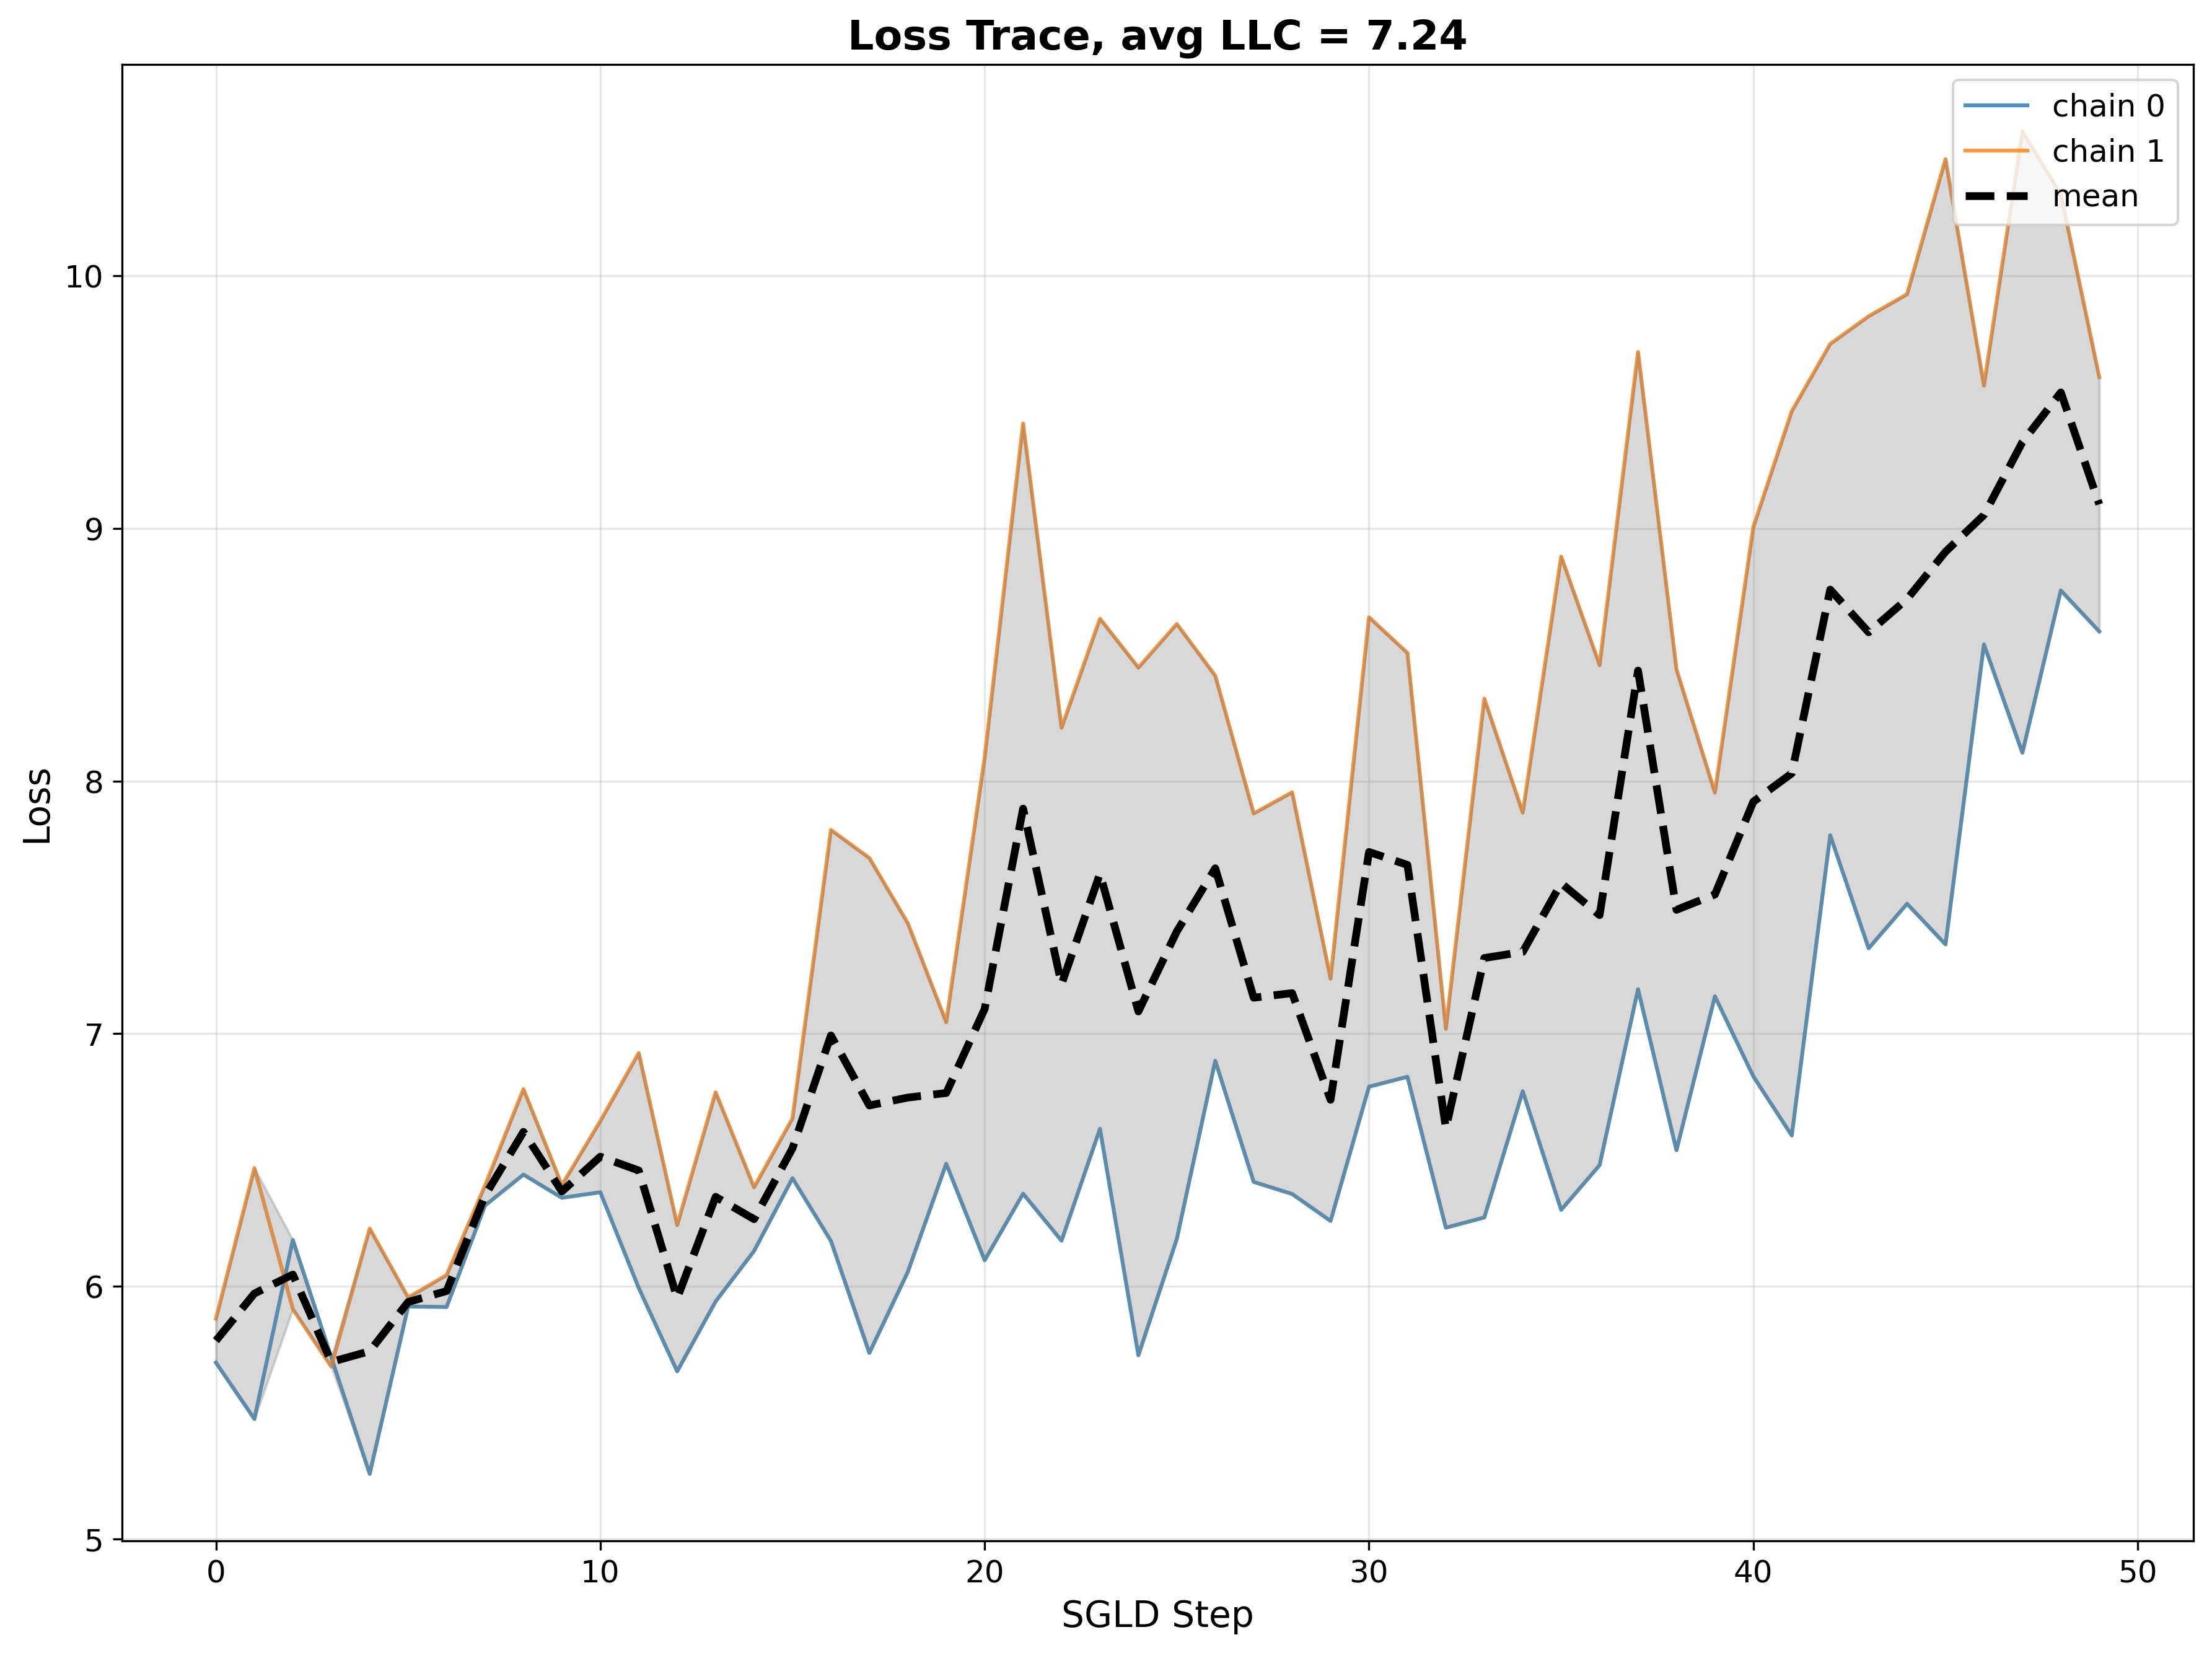 Loss Trace, avg LLC = 7.24
chain 0
chain 1
mean
10
9
8
7
6
5
Loss
0 10 20 30 40 50
SGLD Step